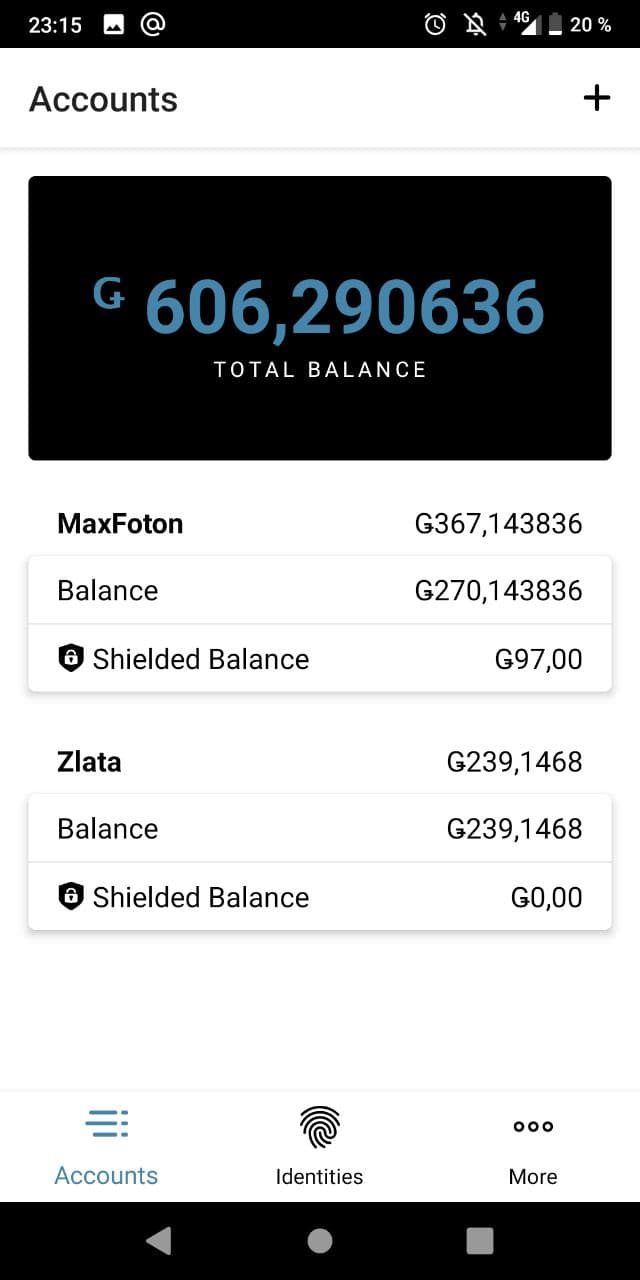 23:15 4G 20 %
Accounts +
Ǥ 606,290636
TOTAL BALANCE
MaxFoton Ǥ367,143836
Balance Ǥ270,143836
Shielded Balance Ǥ97,00
Zlata Ǥ239,1468
Balance Ǥ239,1468
Shielded Balance Ǥ0,00
Accounts Identities More